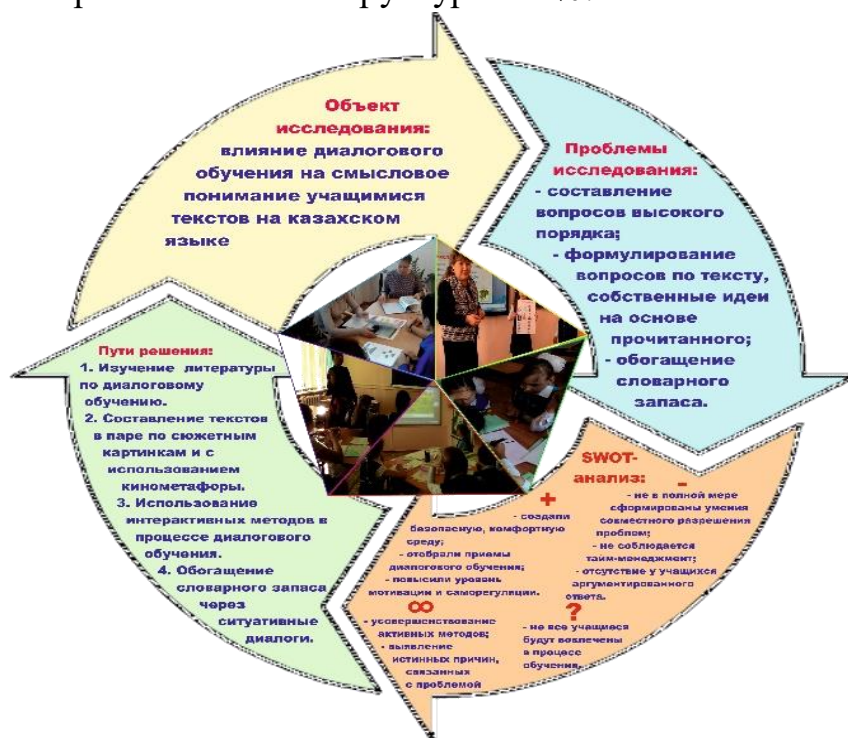 Объект
исследования:
влияние диалогового
обучения на смысловое
понимание учащимися
текстов на казахском
языке
Проблемы
исследования:
- составление
вопросов высокого
порядка;
- формулирование
вопросов по тексту,
собственные идеи
на основе
прочитанного;
- обогащение
словарного
запаса.
SWOT-
анализ:
+
- создали
безопасную, комфортную
среду;
- отобрали приемы
диалогового обучения;
- повысили уровень
мотивации и саморегуляции.
-
- не в полной мере
сформированы умения
совместного разрешения
проблем;
- не соблюдается
тайм-менеджмент;
- отсутствие у учащихся
аргументированного
ответа.
∞
- усовершенствование
активных методов;
- выявление
истинных причин,
связанных
с проблемой
?
- не все учащиеся
будут вовлечены
в процесс
обучения.
Пути решения:
1. Изучение литературы
по диалоговому
обучению.
2. Составление текстов
в паре по сюжетным
картинкам и с
использованием
кинометафоры.
3. Использование
интерактивных методов в
процессе диалогового
обучения.
4. Обогащение
словарного запаса
через
ситуативные
диалоги.